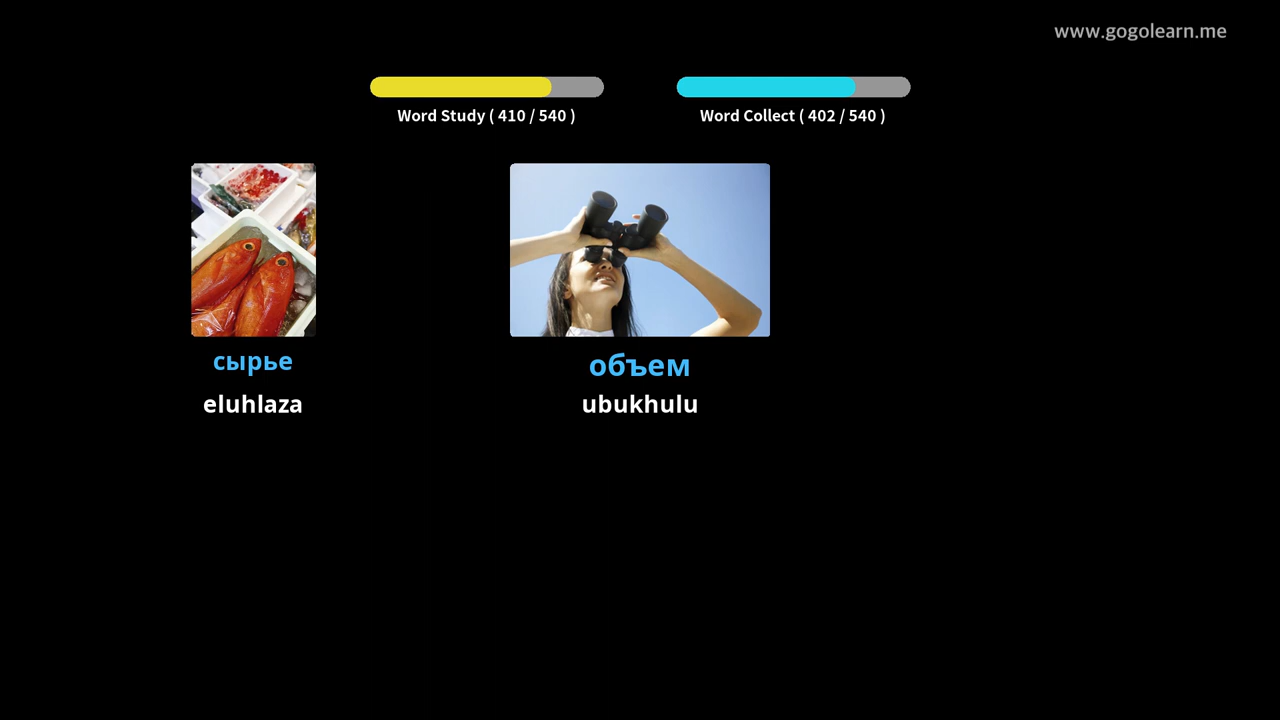 www.gogolearn.me
Word Study ( 410 / 540 )
Word Collect ( 402 / 540 )
сырье
eluhlaza
объем
ubukhulu